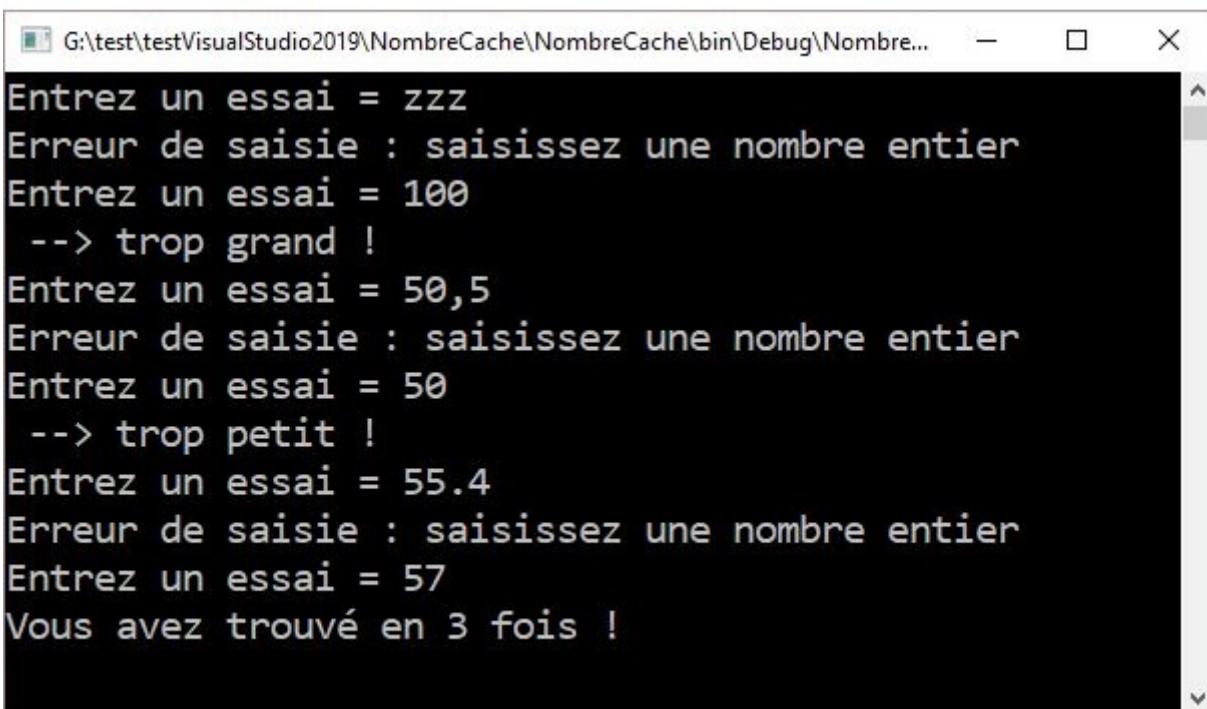 G:\test\testVisualStudio2019\NombreCache\NombreCache\bin\Debug\Nombre...
Entrez un essai = zzz
Erreur de saisie : saisissez une nombre entier
Entrez un essai = 100
 --> trop grand !
Entrez un essai = 50,5
Erreur de saisie : saisissez une nombre entier
Entrez un essai = 50
 --> trop petit !
Entrez un essai = 55.4
Erreur de saisie : saisissez une nombre entier
Entrez un essai = 57
Vous avez trouvé en 3 fois !